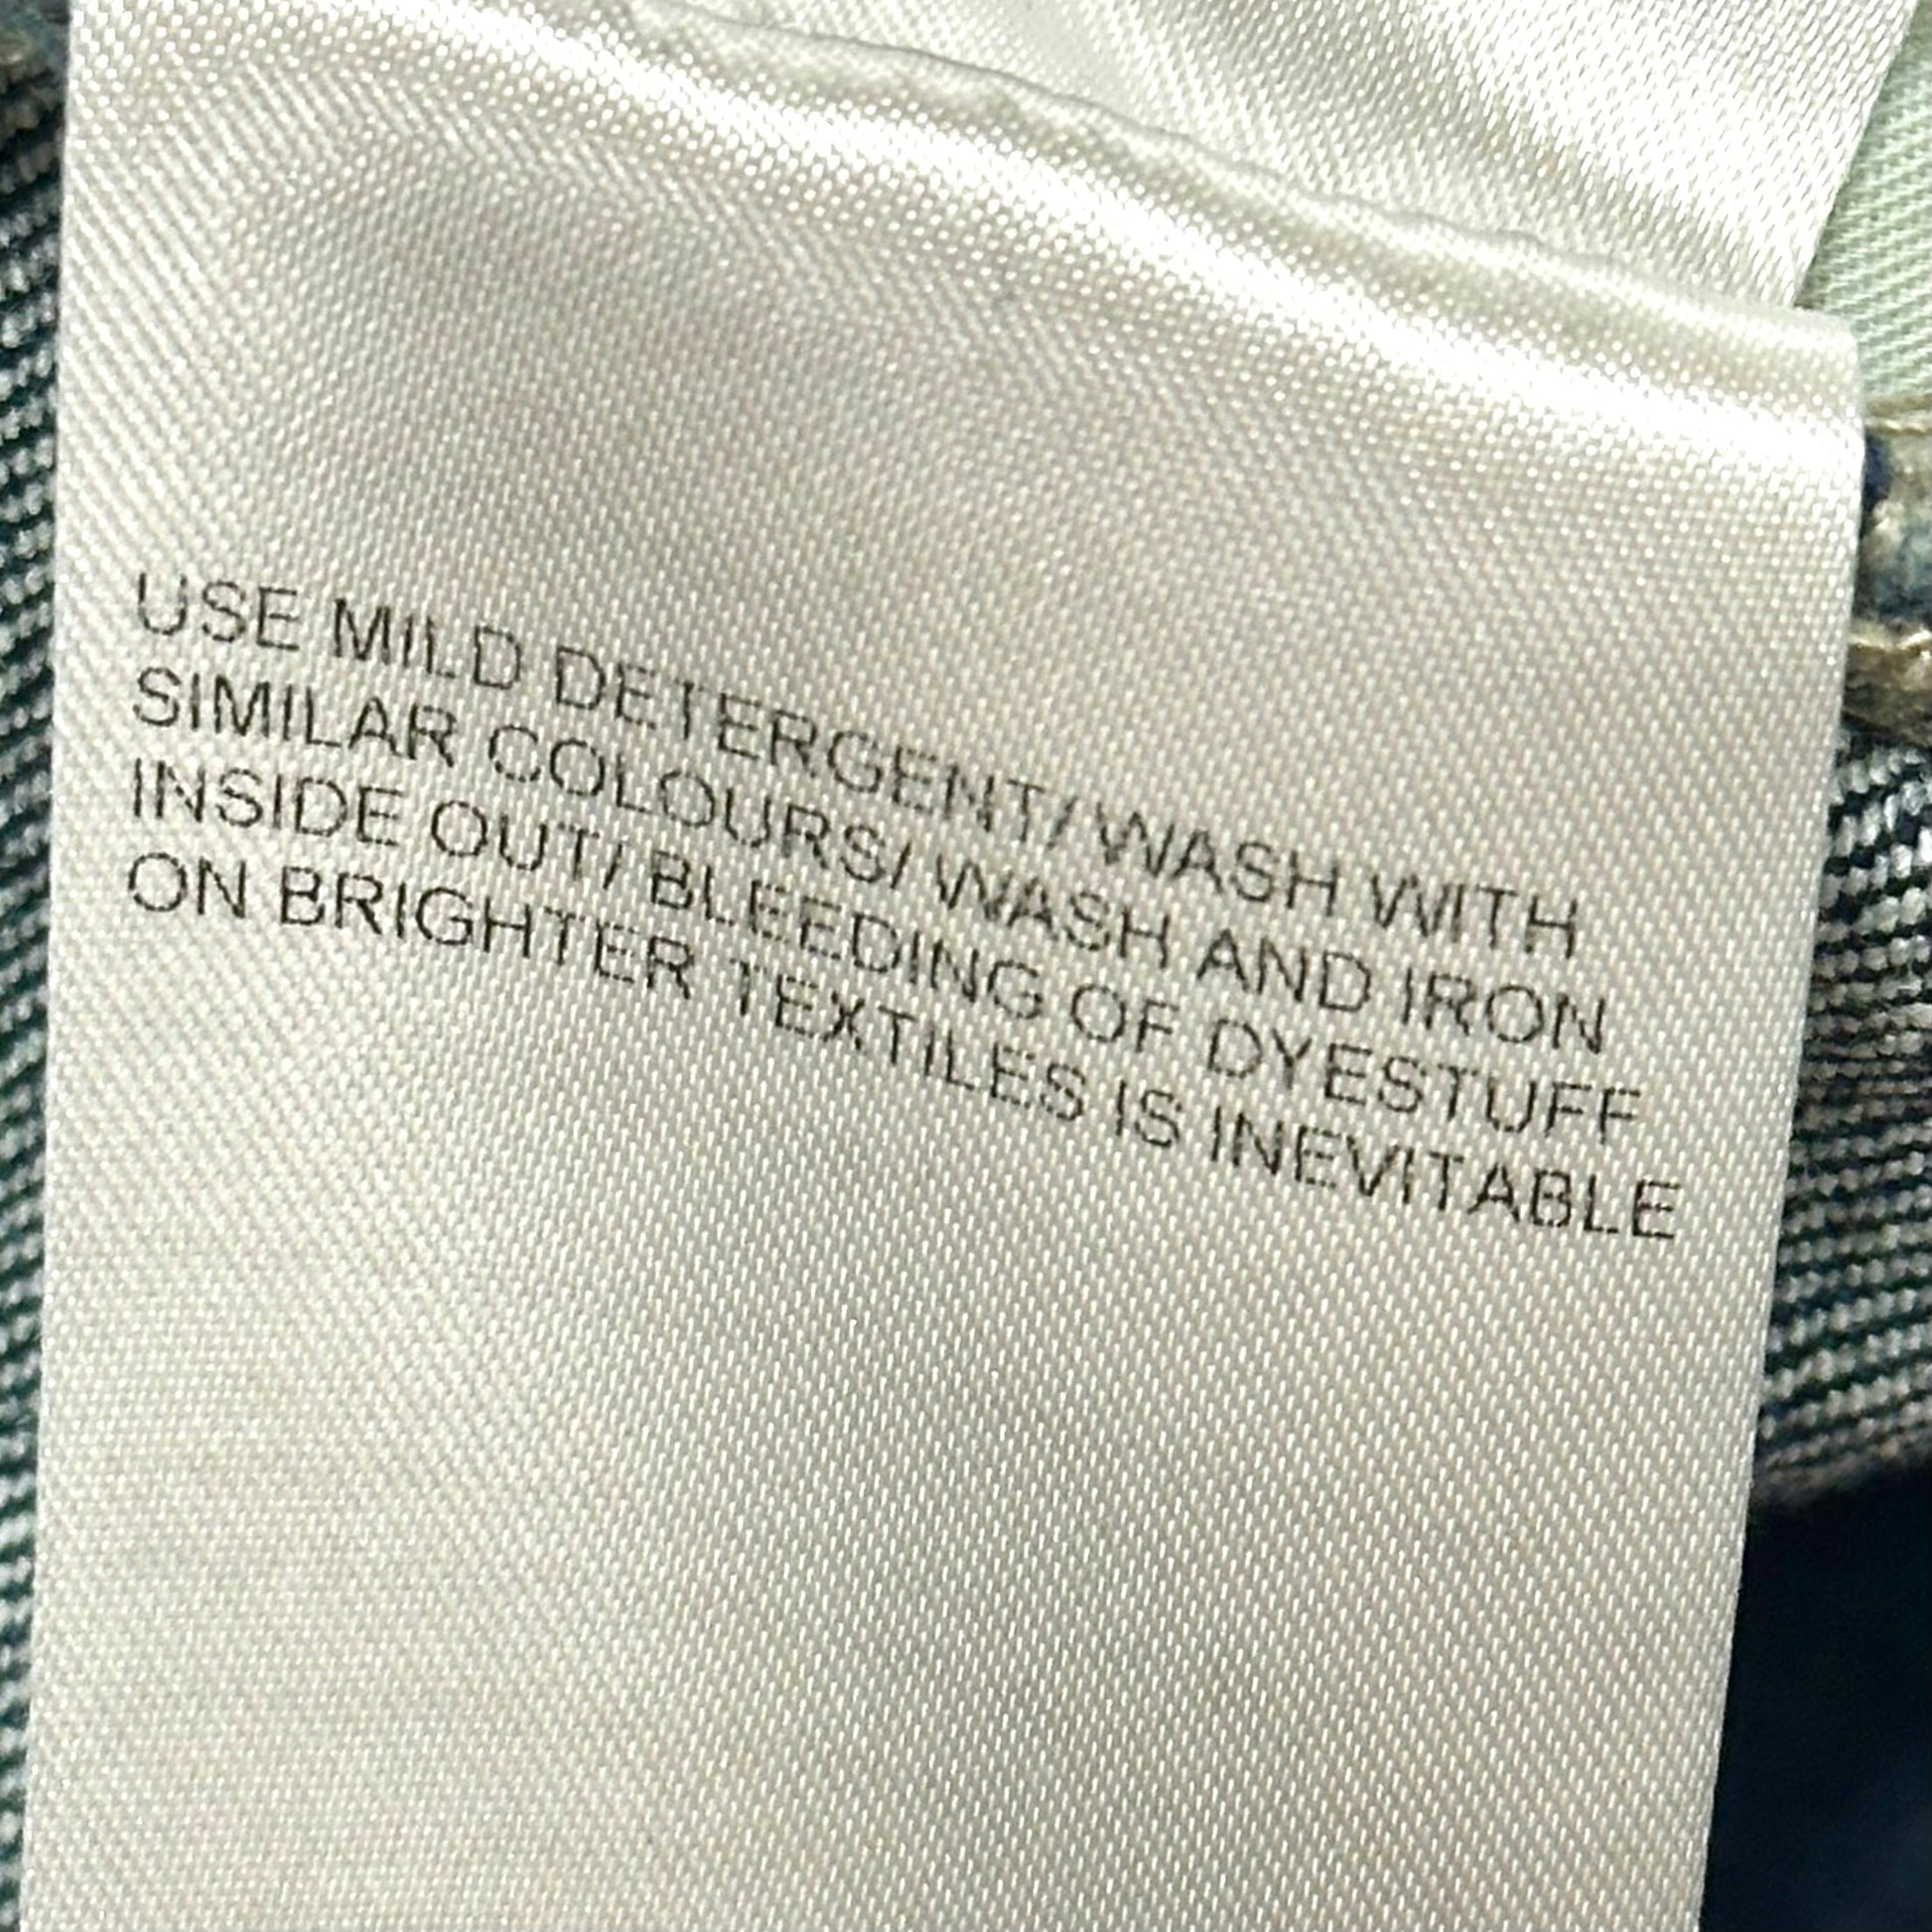 USE MILD DETERGENT/ WASH WITH
SIMILAR COLOURS/ WASH AND IRON
INSIDE OUT/ BLEEDING OF DYESTUFF
ON BRIGHTER TEXTILES IS INEVITABLE